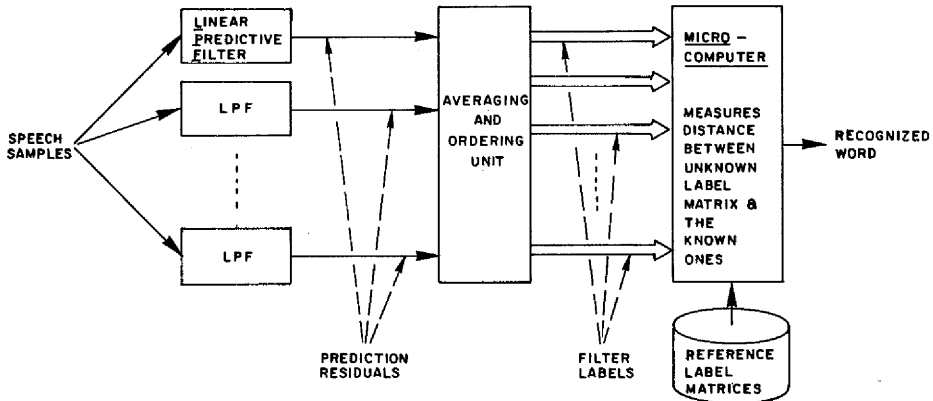 LINEAR
PREDICTIVE
FILTER
LPF
LPF
SPEECH
SAMPLES
PREDICTION
RESIDUALS
AVERAGING
AND
ORDERING
UNIT
FILTER
LABELS
MICRO -
COMPUTER
MEASURES
DISTANCE
BETWEEN
UNKNOWN
LABEL
MATRIX &
THE
KNOWN
ONES
RECOGNIZED
WORD
REFERENCE
LABEL
MATRICES